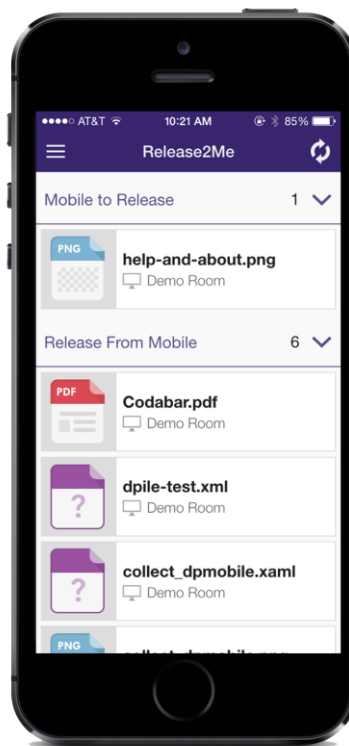 AT&T 10:21 AM 85%
Release2Me
Mobile to Release 1
PNG
help-and-about.png
Demo Room
Release From Mobile 6
PDF
Codabar.pdf
Demo Room
?
dpile-test.xml
Demo Room
?
collect_dpmobile.xaml
Demo Room
PNG